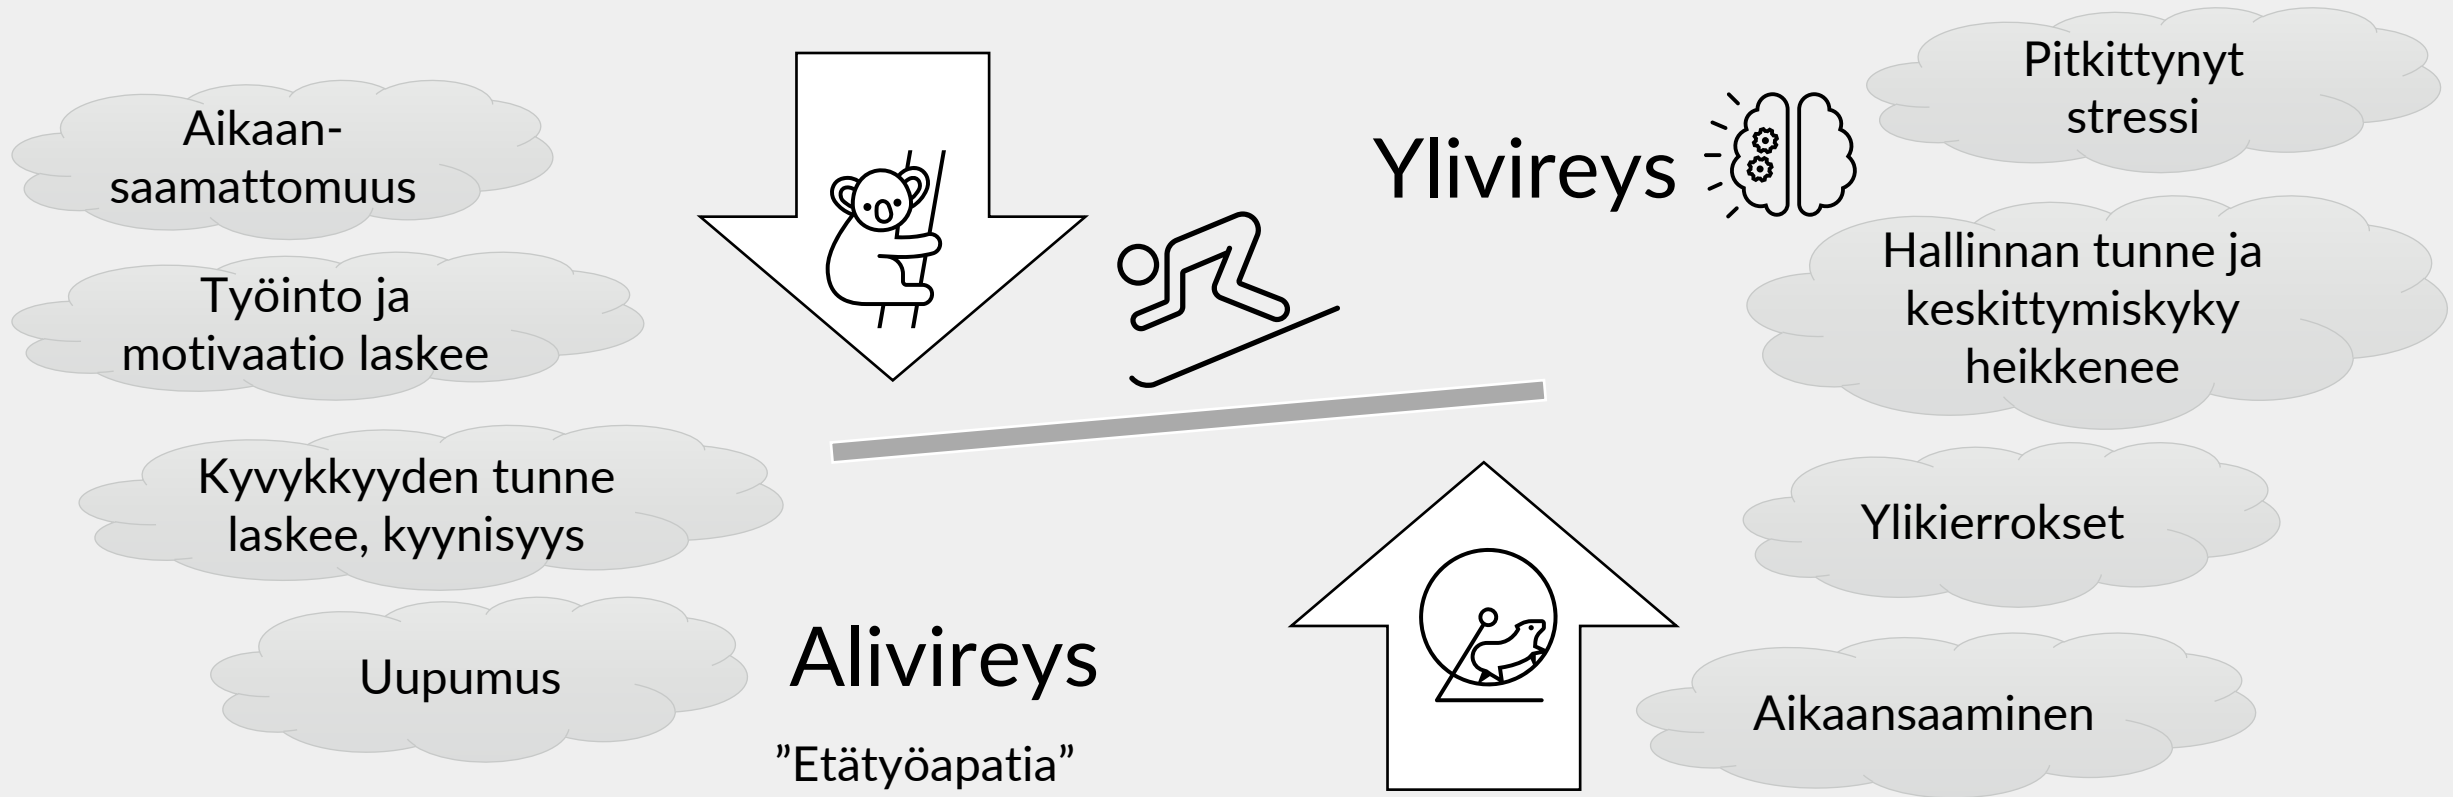 Aikaan-
saamattomuus
Työinto ja
motivaatio laskee
Kyvykkyyden tunne
laskee, kyynisyys
Uupumus
Alivireys
”Etätyöapatia”
Ylivireys
Pitkittynyt
stressi
Hallinnan tunne ja
keskittymiskyky
heikkenee
Ylikierrokset
Aikaansaaminen